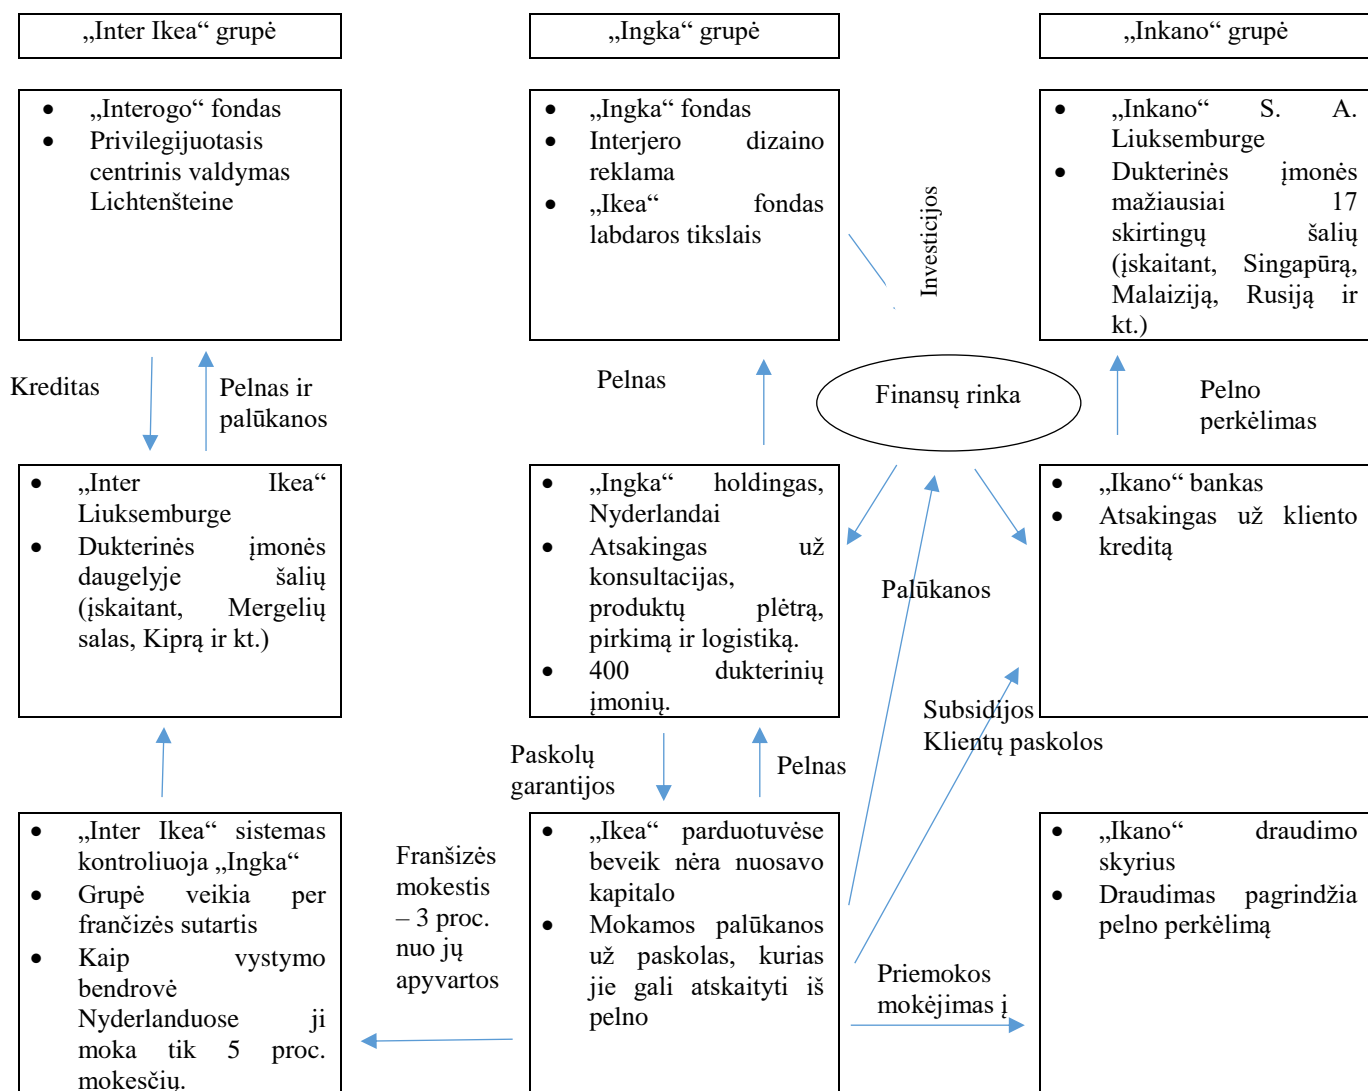 „Inter Ikea“ grupė
„Ingka“ grupė
„Inkano“ grupė
„Interogo“ fondas
Privilegijuotasis
centrinis valdymas
Lichtenšteine
„Ingka“ fondas
Interjero dizaino
reklama
„Ikea“ fondas
labdaros tikslais
Investicijos
„Inkano“ S. A.
Liuksemburge
Dukterinės įmonės
mažiausiai 17
skirtingų šalių
(įskaitant, Singapūrą,
Malaiziją, Rusiją ir
kt.)
Kreditas
Pelnas ir
palūkanos
Pelnas
Finansų rinka
Pelno
perkėlimas
„Inter Ikea“
Liuksemburge
Dukterinės įmonės
daugelyje šalių
(įskaitant, Mergelių
salas, Kiprą ir kt.)
„Ingka“ holdingas,
Nyderlandai
Atsakingas už
konsultacijas,
produktų plėtrą,
pirkimą ir logistiką.
400 dukterinių
įmonių.
„Ikano“ bankas
Atsakingas už kliento
kreditą
Palūkanos
Subsidijos
Klientų paskolos
Paskolų
garantijos
Pelnas
„Inter Ikea“ sistemas
kontroliuoja „Ingka“
Grupė veikia per
frančizės sutartis
Kaip vystymo
bendrovė
Nyderlanduose ji
moka tik 5 proc.
mokesčių.
Franšizės
mokestis
– 3 proc.
nuo jų
apyvartos
„Ikea“ parduotuvėse
beveik nėra nuosavo
kapitalo
Mokamos palūkanos
už paskolas, kurias
jie gali atskaityti iš
pelno
Priemokos
mokėjimas į
„Ikano“ draudimo
skyrius
Draudimas pagrindžia
pelno perkėlimą